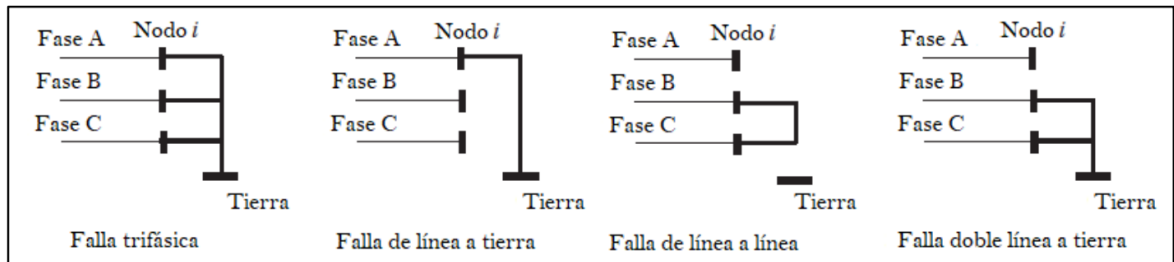 Fase A
Nodo i
Fase B
Fase C
Tierra
Falla trifásica
Fase A
Nodo i
Fase B
Fase C
Tierra
Falla de línea a tierra
Fase A
Nodo i
Fase B
Fase C
Tierra
Falla de línea a línea
Fase A
Nodo i
Fase B
Fase C
Tierra
Falla doble línea a tierra